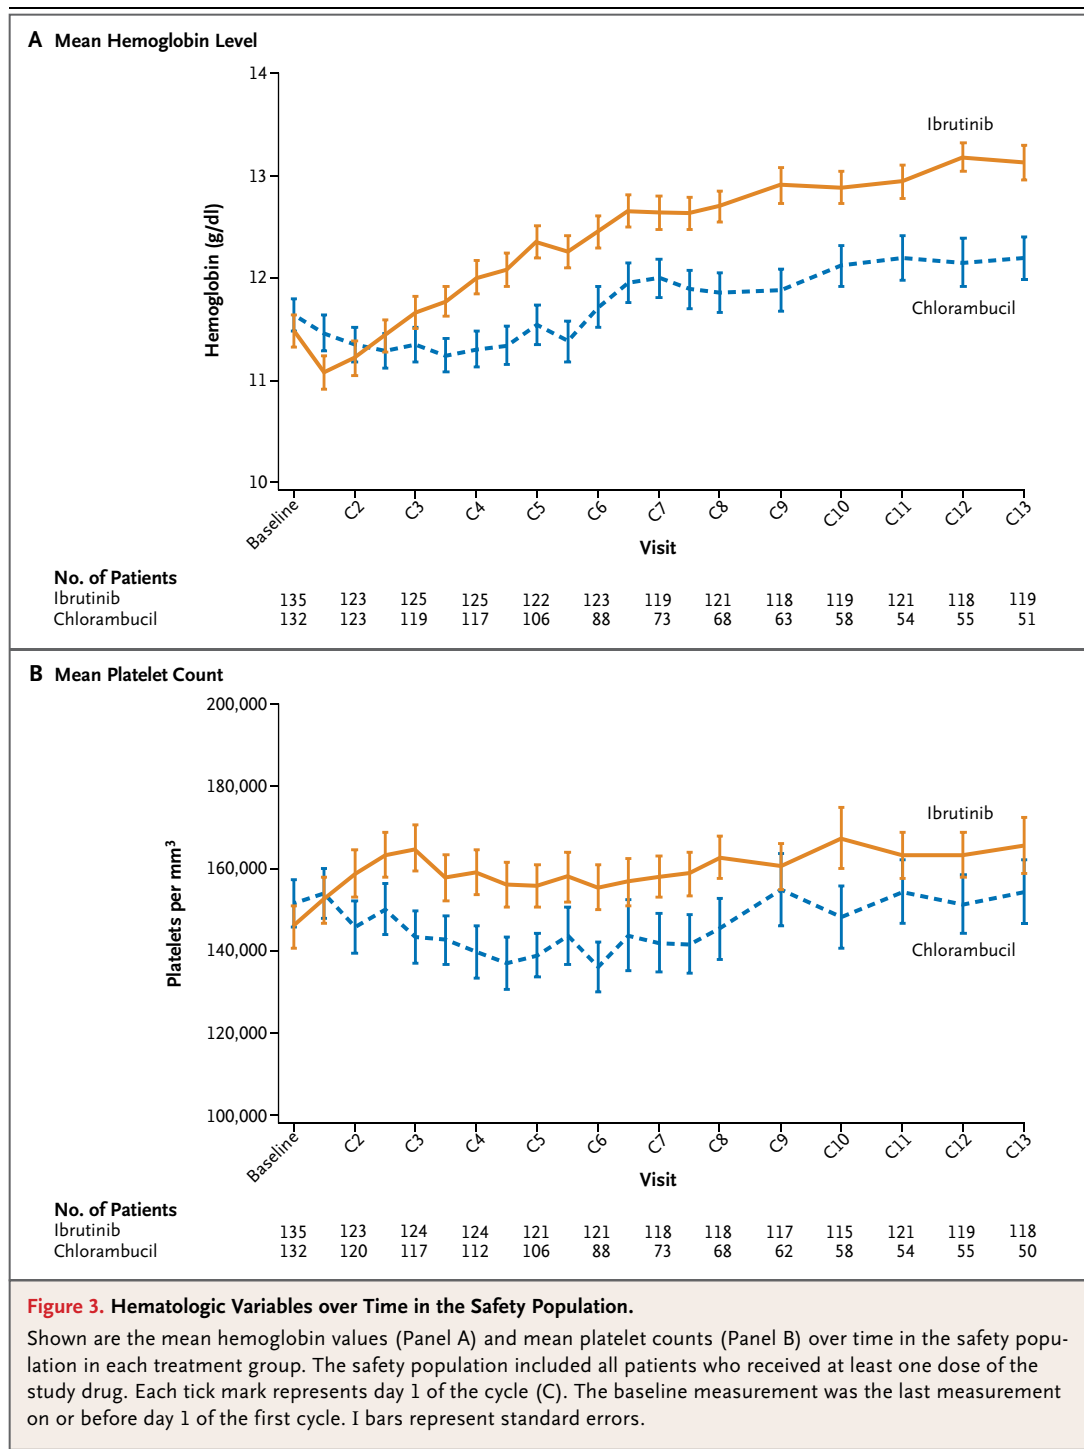 A Mean Hemoglobin Level
14
13
12
11
10
Hemoglobin (g/dl)
Ibrutinib
Chlorambucil
Baseline C2 C3 C4 C5 C6 C7 C8 C9 C10 C11 C12 C13
Visit
No. of Patients
Ibrutinib 135 123 125 125 122 123 119 121 118 119 121 118 119
Chlorambucil 132 123 119 117 106 88 73 68 63 58 54 55 51
B Mean Platelet Count
200,000
180,000
160,000
140,000
120,000
100,000
Platelets per mm³
Ibrutinib
Chlorambucil
Baseline C2 C3 C4 C5 C6 C7 C8 C9 C10 C11 C12 C13
Visit
No. of Patients
Ibrutinib 135 123 124 124 121 121 118 118 117 115 121 119 118
Chlorambucil 132 120 117 112 106 88 73 68 62 58 54 55 50
Figure 3. Hematologic Variables over Time in the Safety Population.
Shown are the mean hemoglobin values (Panel A) and mean platelet counts (Panel B) over time in the safety popu-
lation in each treatment group. The safety population included all patients who received at least one dose of the
study drug. Each tick mark represents day 1 of the cycle (C). The baseline measurement was the last measurement
on or before day 1 of the first cycle. I bars represent standard errors.